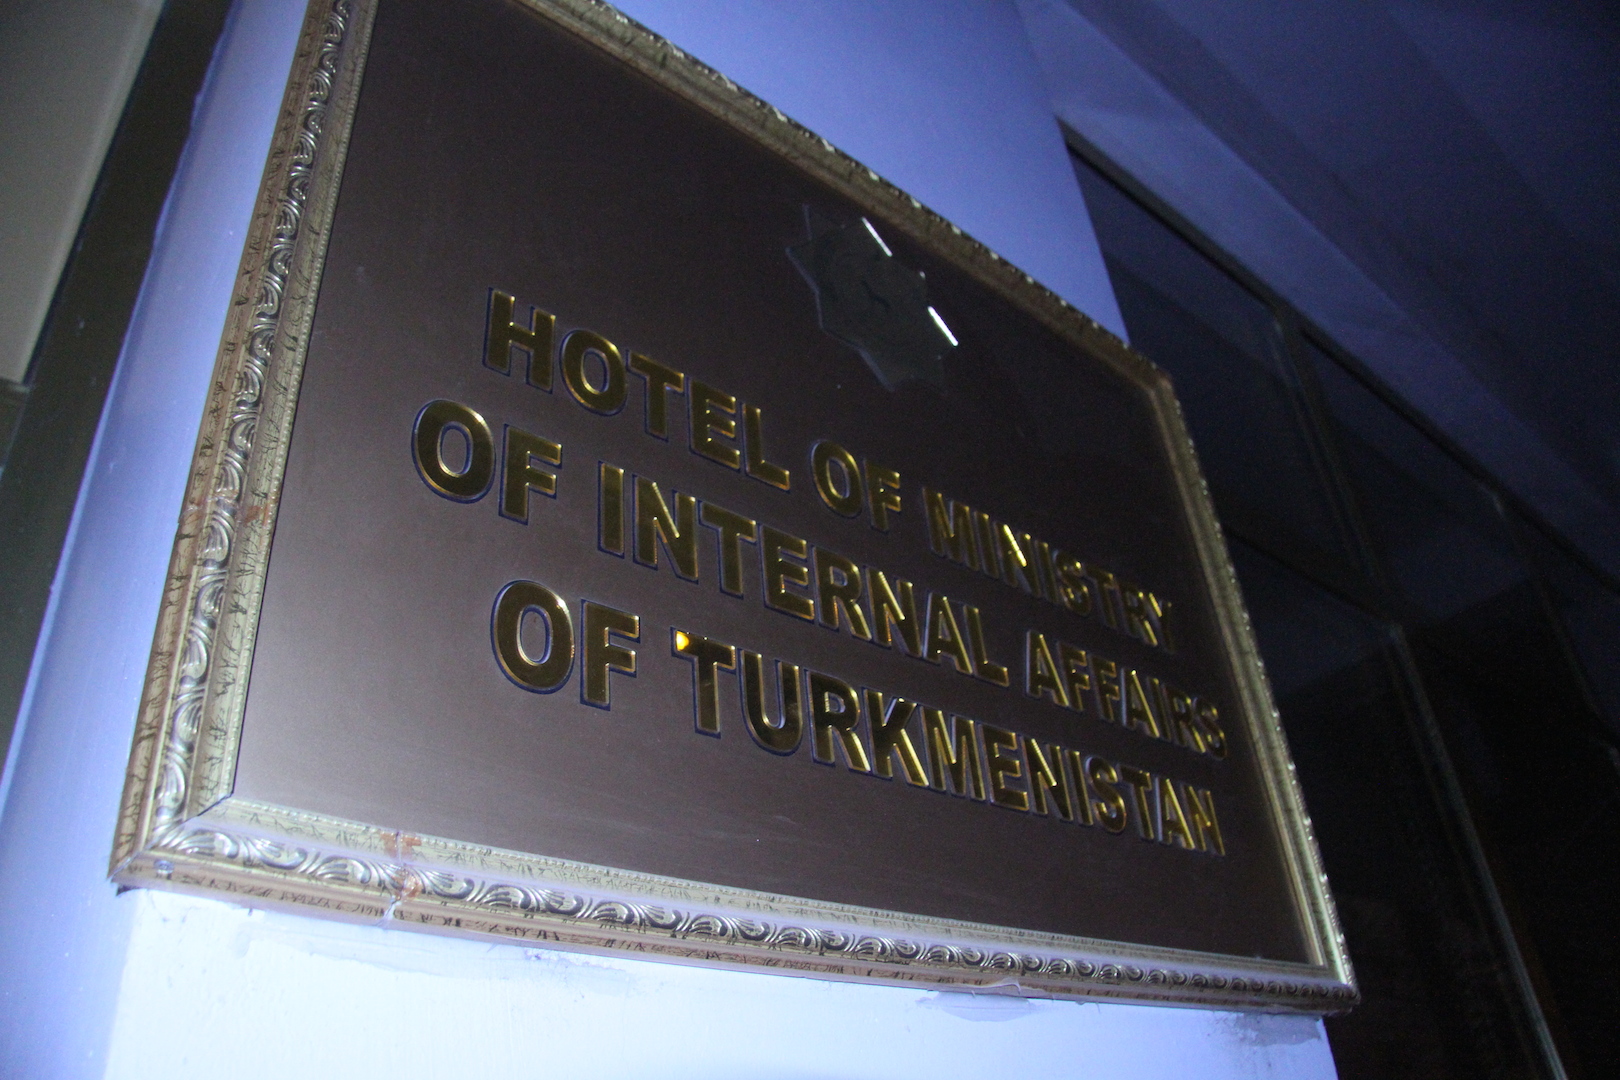 HOTEL OF MINISTRY
OF INTERNAL AFFAIRS
OF TURKMENISTAN